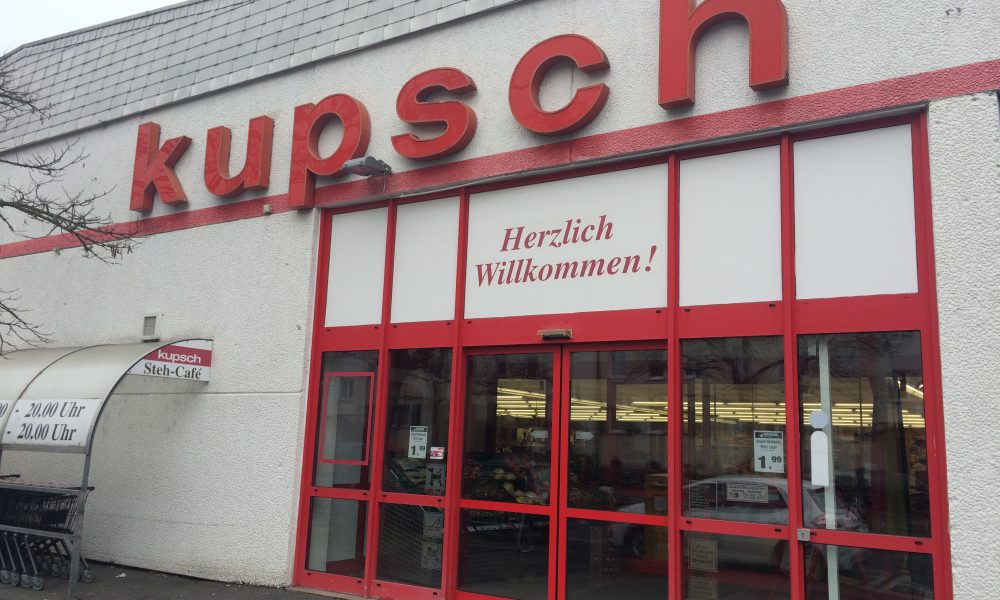 kupsch
Herzlich
Willkommen!
kupsch
Steh-Café
- 20.00 Uhr
- 20.00 Uhr
1.99
1.99